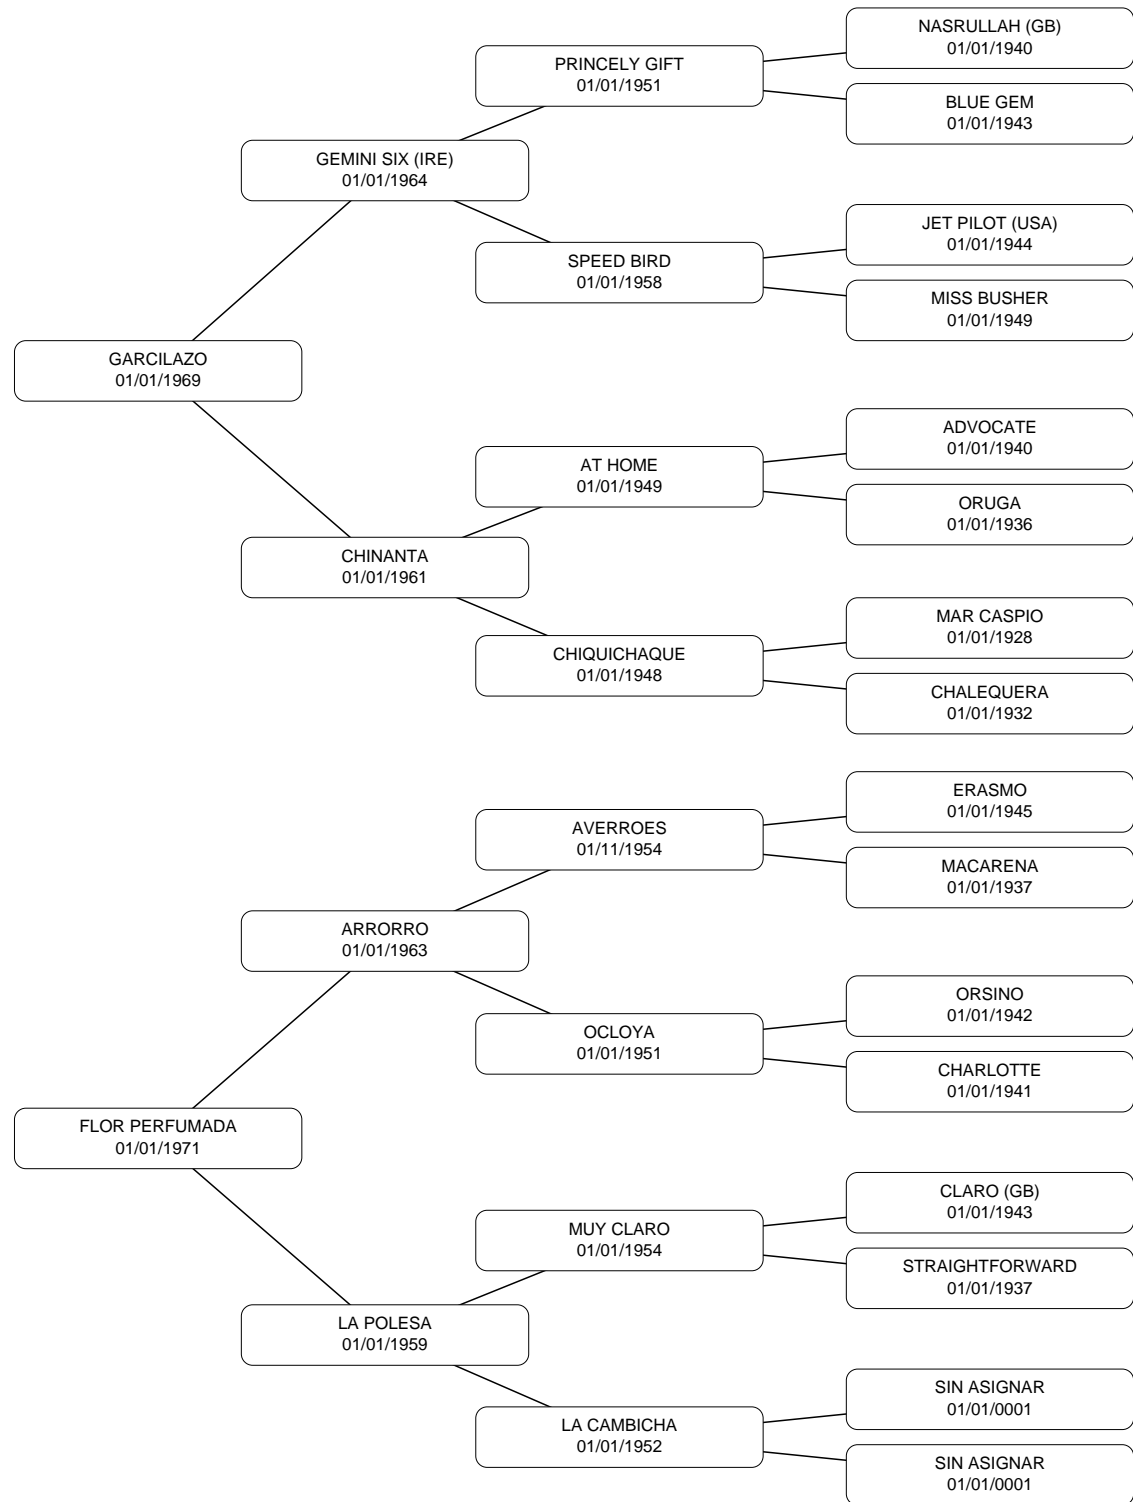 NASRULLAH (GB)
01/01/1940
PRINCELY GIFT
01/01/1951
BLUE GEM
01/01/1943
GEMINI SIX (IRE)
01/01/1964
JET PILOT (USA)
01/01/1944
SPEED BIRD
01/01/1958
MISS BUSHER
01/01/1949
GARCILAZO
01/01/1969
ADVOCATE
01/01/1940
AT HOME
01/01/1949
ORUGA
01/01/1936
CHINANTA
01/01/1961
MAR CASPIO
01/01/1928
CHIQUICHAQUE
01/01/1948
CHALEQUERA
01/01/1932
ERASMO
01/01/1945
AVERROES
01/11/1954
MACARENA
01/01/1937
ARRORRO
01/01/1963
ORSINO
01/01/1942
OCLOYA
01/01/1951
CHARLOTTE
01/01/1941
FLOR PERFUMADA
01/01/1971
CLARO (GB)
01/01/1943
MUY CLARO
01/01/1954
STRAIGHTFORWARD
01/01/1937
LA POLESA
01/01/1959
SIN ASIGNAR
01/01/0001
LA CAMBICHA
01/01/1952
SIN ASIGNAR
01/01/0001